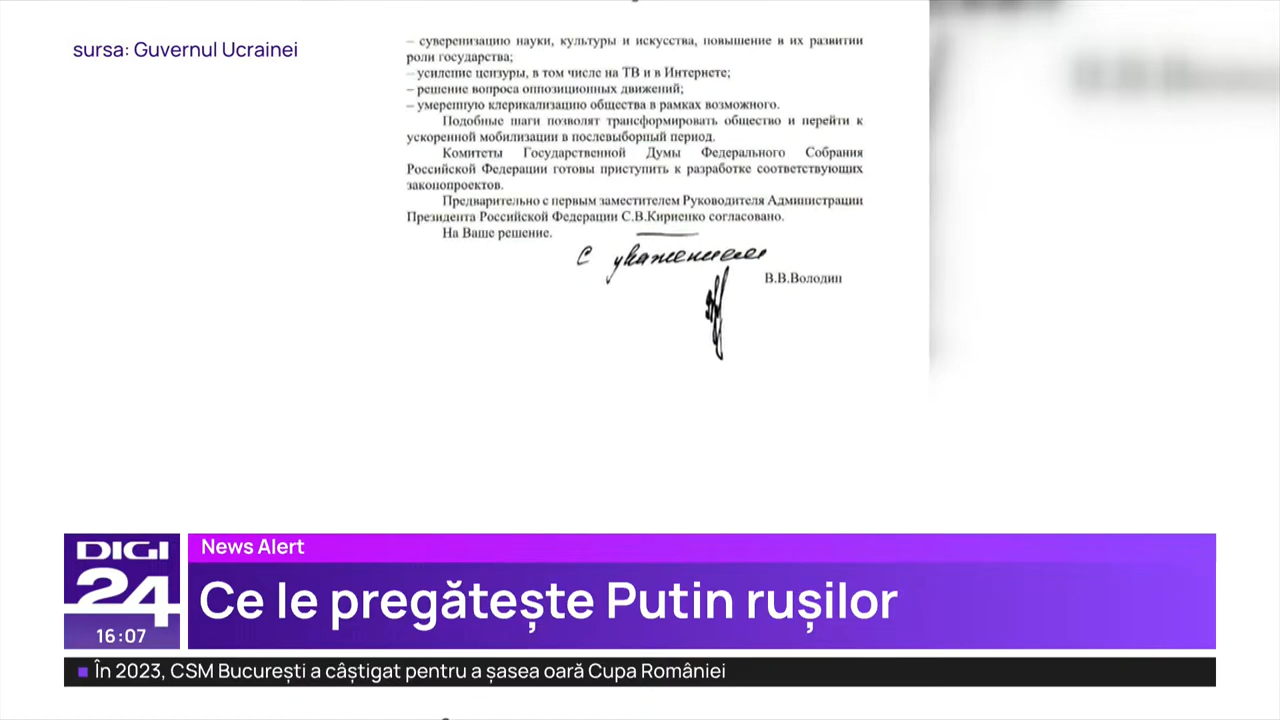 sursa: Guvernul Ucrainei
– суверенизацию науки, культуры и искусства, повышение в их развитии
роли государства;
– усиление цензуры, в том числе на ТВ и в Интернете;
– решение вопроса оппозиционных движений;
– умеренную клерикализацию общества в рамках возможного.
Подобные шаги позволят трансформировать общество и перейти к
ускоренной мобилизации в послевыборный период.
Комитеты Государственной Думы Федерального Собрания
Российской Федерации готовы приступить к разработке соответствующих
законопроектов.
Предварительно с первым заместителем Руководителя Администрации
Президента Российской Федерации С.В.Кириенко согласовано.
На Ваше решение.
С уважением
В.В.Володин
DIGI
24
16:07
News Alert
Ce le pregătește Putin rușilor
În 2023, CSM București a câștigat pentru a șasea oară Cupa României